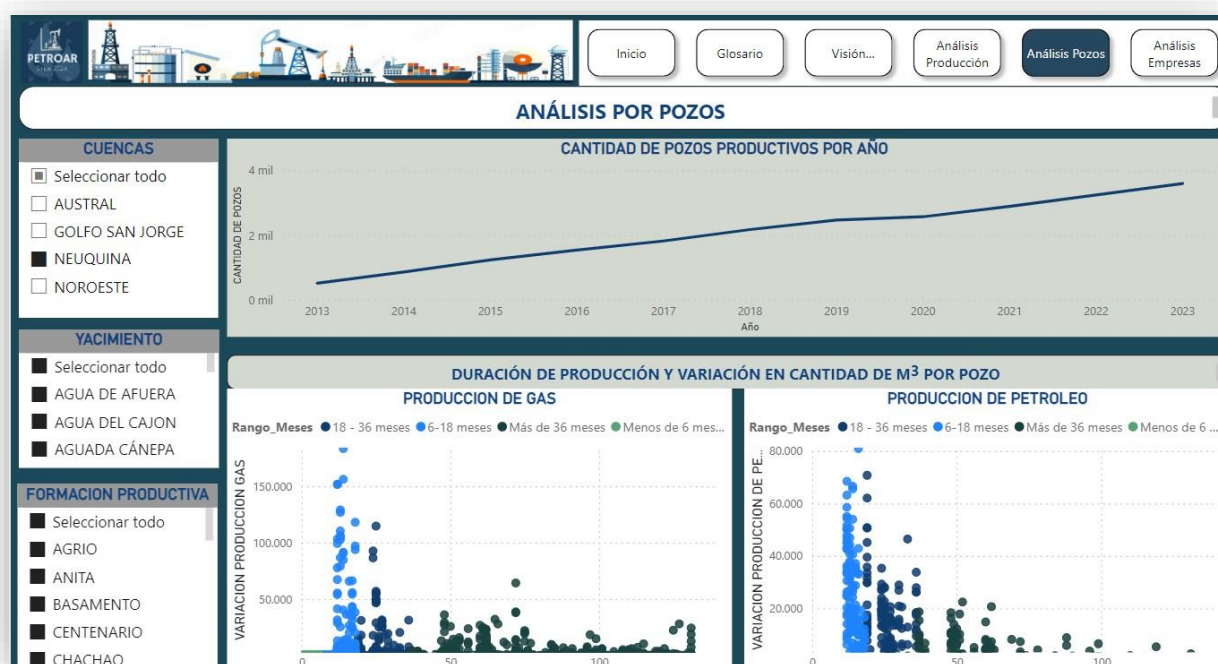 PETROAR
Inicio
Glosario
Visión...
Análisis
Producción
Análisis Pozos
Análisis
Empresas
ANÁLISIS POR POZOS
CUENCAS
Seleccionar todo
AUSTRAL
GOLFO SAN JORGE
NEUQUINA
NOROESTE
CANTIDAD DE POZOS PRODUCTIVOS POR AÑO
CANTIDAD DE POZOS
4 mil
2 mil
0 mil
2013 2014 2015 2016 2017 2018 2019 2020 2021 2022 2023
Año
YACIMIENTO
Seleccionar todo
AGUA DE AFUERA
AGUA DEL CAJON
AGUADA CÁNEPA
FORMACION PRODUCTIVA
Seleccionar todo
AGRIO
ANITA
BASAMENTO
CENTENARIO
CHACHAO
DURACIÓN DE PRODUCCIÓN Y VARIACIÓN EN CANTIDAD DE M³ POR POZO
PRODUCCION DE GAS
Rango_Meses 18 - 36 meses 6-18 meses Más de 36 meses Menos de 6 mes...
VARIACION PRODUCCION GAS
150.000
100.000
50.000
0 50 100
PRODUCCION DE PETROLEO
Rango_Meses 18 - 36 meses 6-18 meses Más de 36 meses Menos de 6 ...
VARIACION PRODUCCION DE PE...
80.000
60.000
40.000
20.000
0 50 100